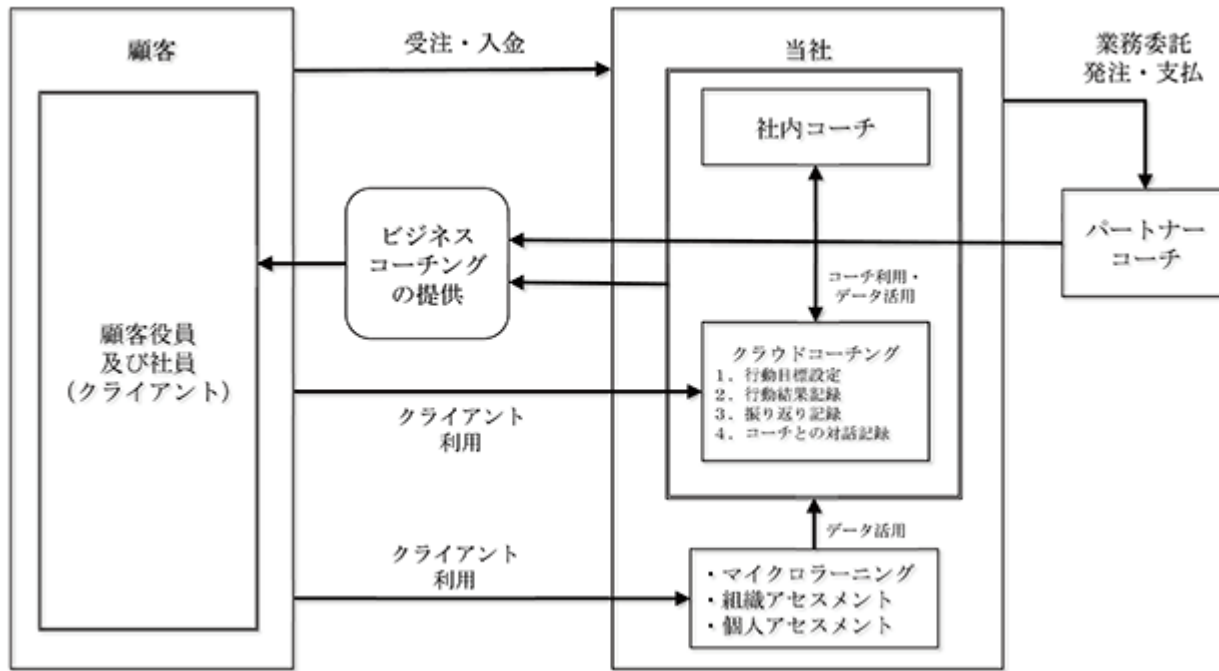 顧客
受注・入金
当社
業務委託
発注・支払
社内コーチ
パートナー
コーチ
ビジネス
コーチング
の提供
コーチ利用・
データ活用
顧客役員
及び社員
(クライアント)
クラウドコーチング
1. 行動目標設定
2. 行動結果記録
3. 振り返り記録
4. コーチとの対話記録
クライアント
利用
データ活用
クライアント
利用
・マイクロラーニング
・組織アセスメント
・個人アセスメント